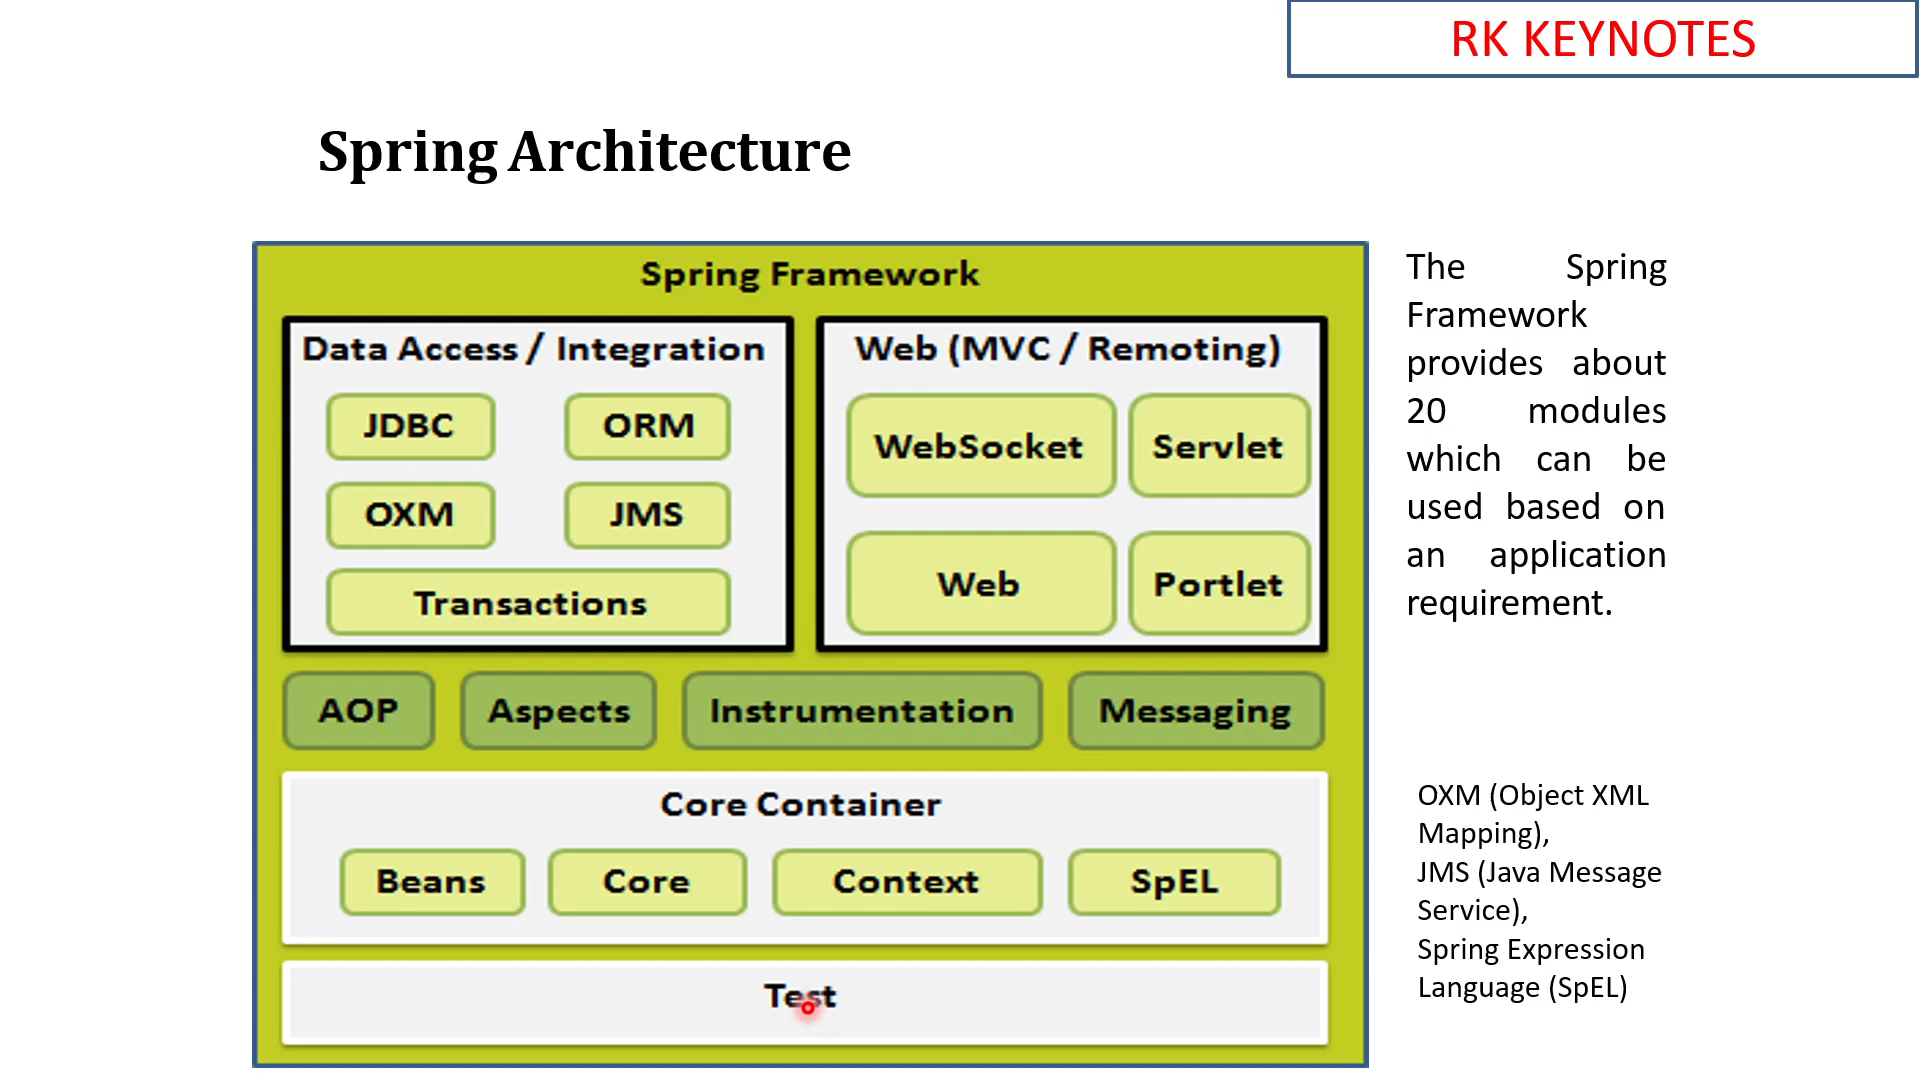 RK KEYNOTES
Spring Architecture
Spring Framework
Data Access / Integration
JDBC
ORM
OXM
JMS
Transactions
Web (MVC / Remoting)
WebSocket
Servlet
Web
Portlet
AOP
Aspects
Instrumentation
Messaging
Core Container
Beans
Core
Context
SpEL
Test
The Spring
Framework
provides about
20 modules
which can be
used based on
an application
requirement.
OXM (Object XML
Mapping),
JMS (Java Message
Service),
Spring Expression
Language (SpEL)